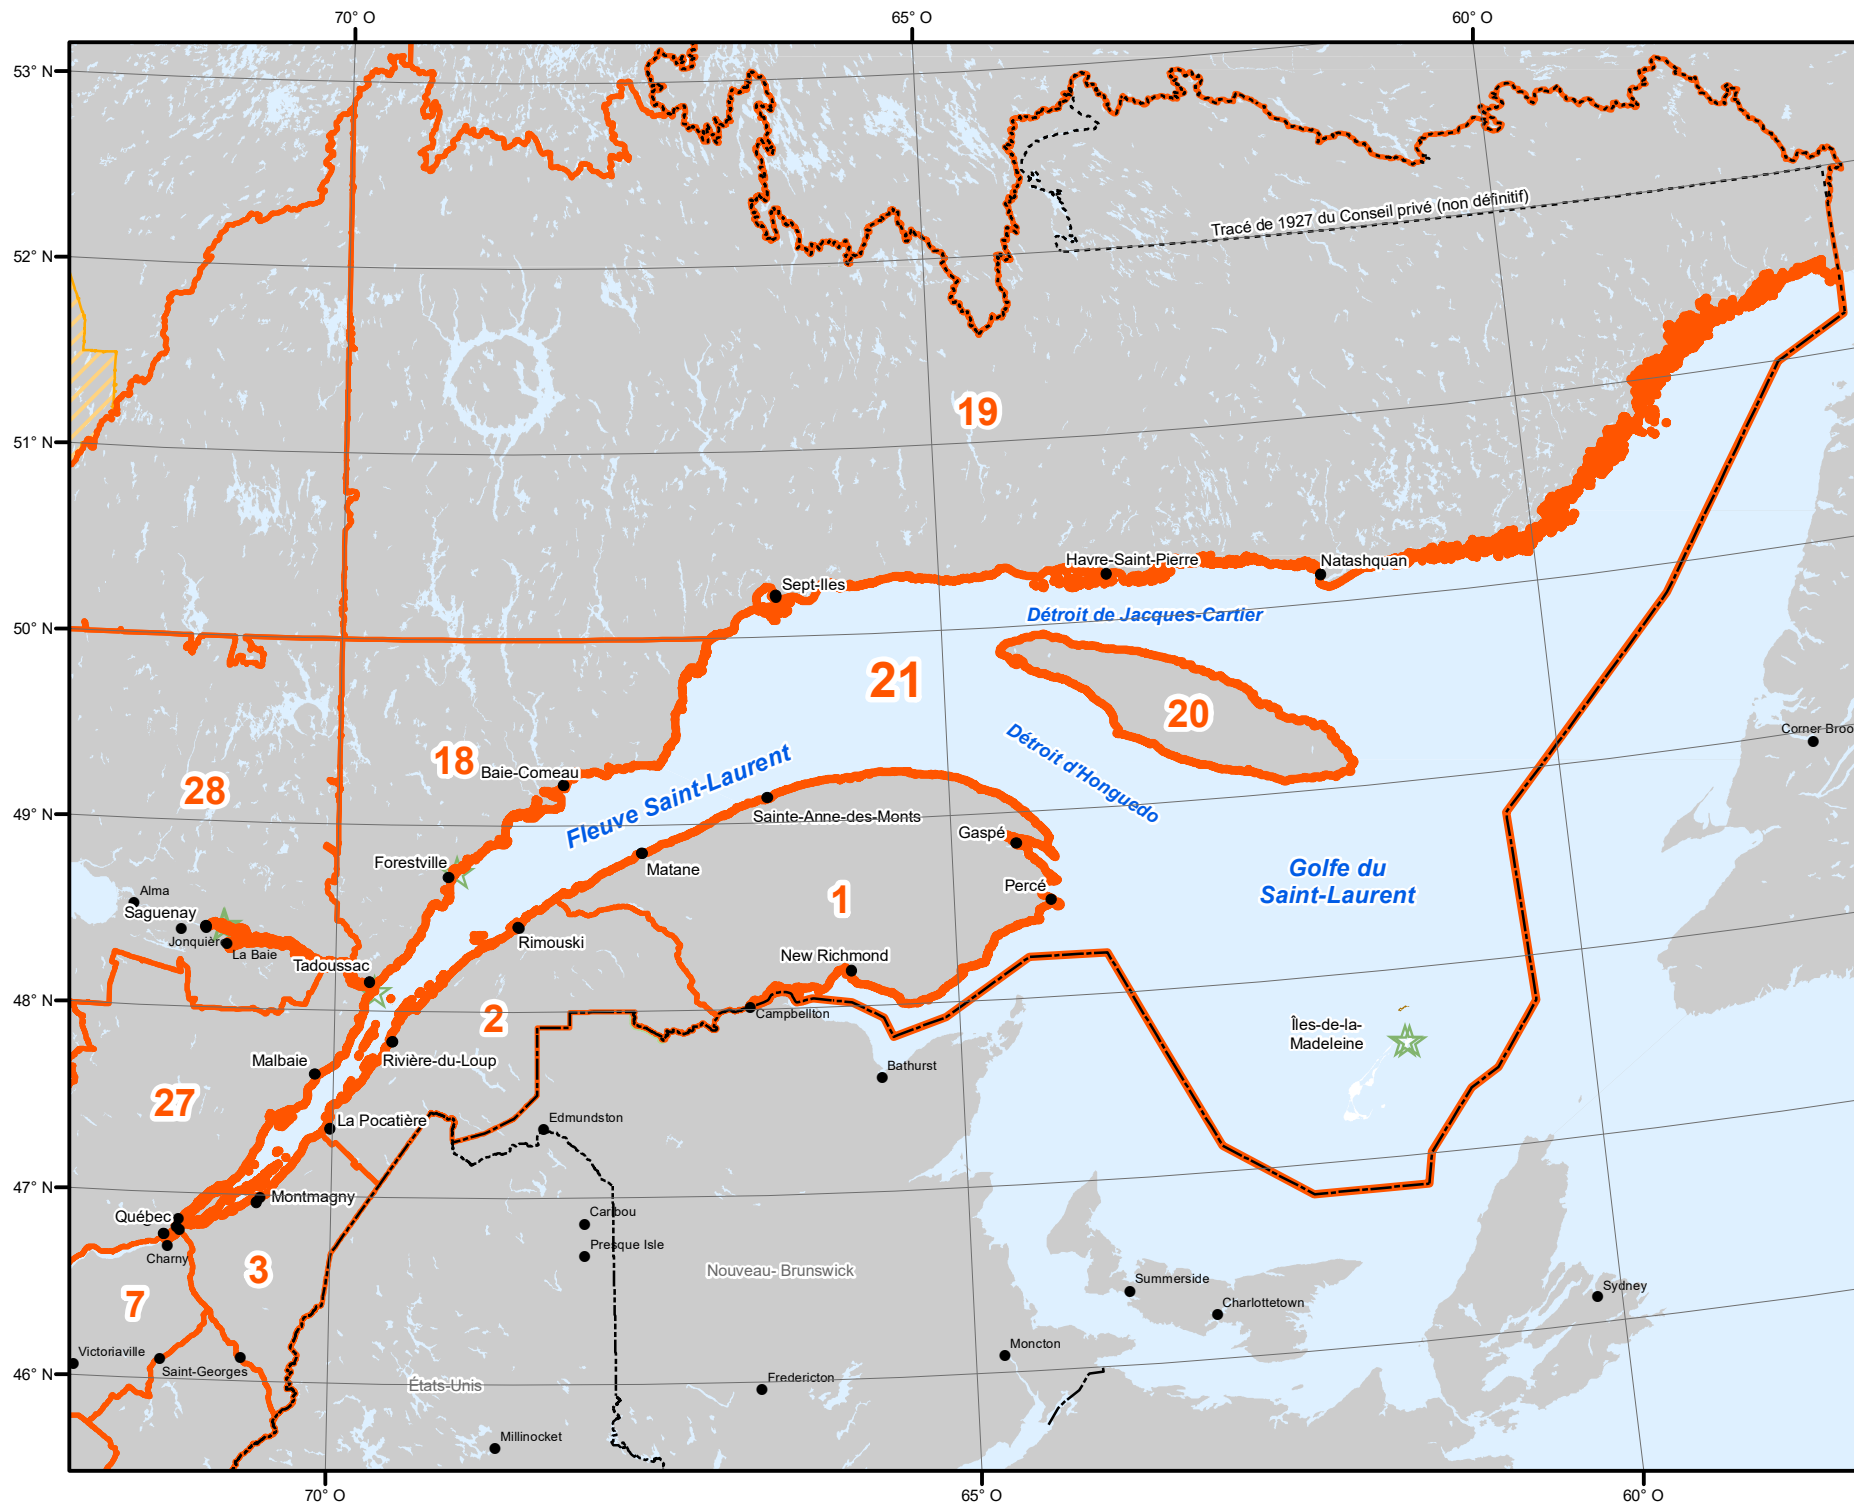 70° O
65° O
60° O
53° N
52° N
51° N
50° N
49° N
48° N
47° N
46° N
Tracé de 1927 du Conseil privé (non définitif)
19
Havre-Saint-Pierre
Natashquan
Sept-Iles
Détroit de Jacques-Cartier
21
20
Corner Broo
Détroit d'Honguedo
18
Baie-Comeau
28
Fleuve Saint-Laurent
Sainte-Anne-des-Monts
Gaspé
Forestville
Matane
Golfe du
Saint-Laurent
Percé
Alma
1
Saguenay
Jonquièr
La Baie
Rimouski
New Richmond
Tadoussac
Campbellton
2
Îles-de-la-
Madeleine
Malbaie
Rivière-du-Loup
Bathurst
27
La Pocatière
Edmundston
Montmagny
Québec
Charny
Caribou
Presque Isle
3
Nouveau- Brunswick
7
Summerside
Charlottetown
Sydney
Victoriaville
Saint-Georges
Moncton
États-Unis
Fredericton
Millinocket
70° O
65° O
60° O